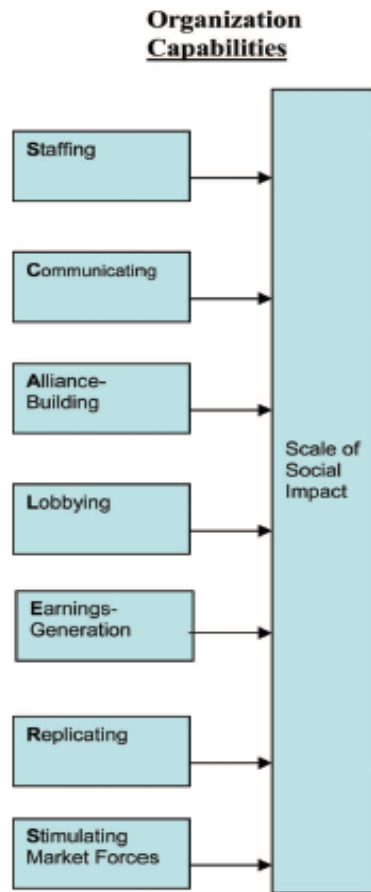 Organization
Capabilities
Staffing
Communicating
Alliance-
Building
Scale of
Social
Impact
Lobbying
Earnings-
Generation
Replicating
Stimulating
Market Forces